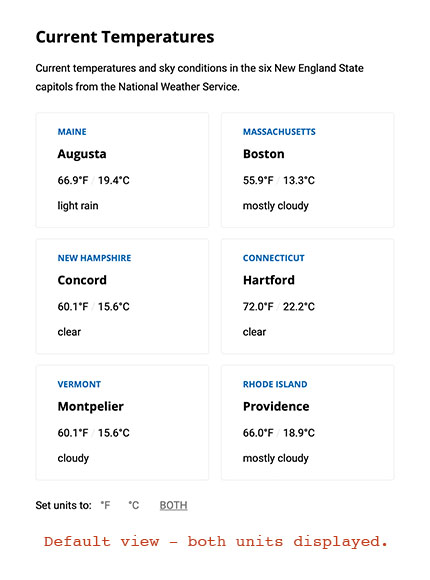 Current Temperatures
Current temperatures and sky conditions in the six New England State
capitols from the National Weather Service.
MAINE
Augusta
66.9°F / 19.4°C
light rain
MASSACHUSETTS
Boston
55.9°F / 13.3°C
mostly cloudy
NEW HAMPSHIRE
Concord
60.1°F / 15.6°C
clear
CONNECTICUT
Hartford
72.0°F / 22.2°C
clear
VERMONT
Montpelier
60.1°F / 15.6°C
cloudy
RHODE ISLAND
Providence
66.0°F / 18.9°C
mostly cloudy
Set units to: °F °C BOTH
Default view - both units displayed.